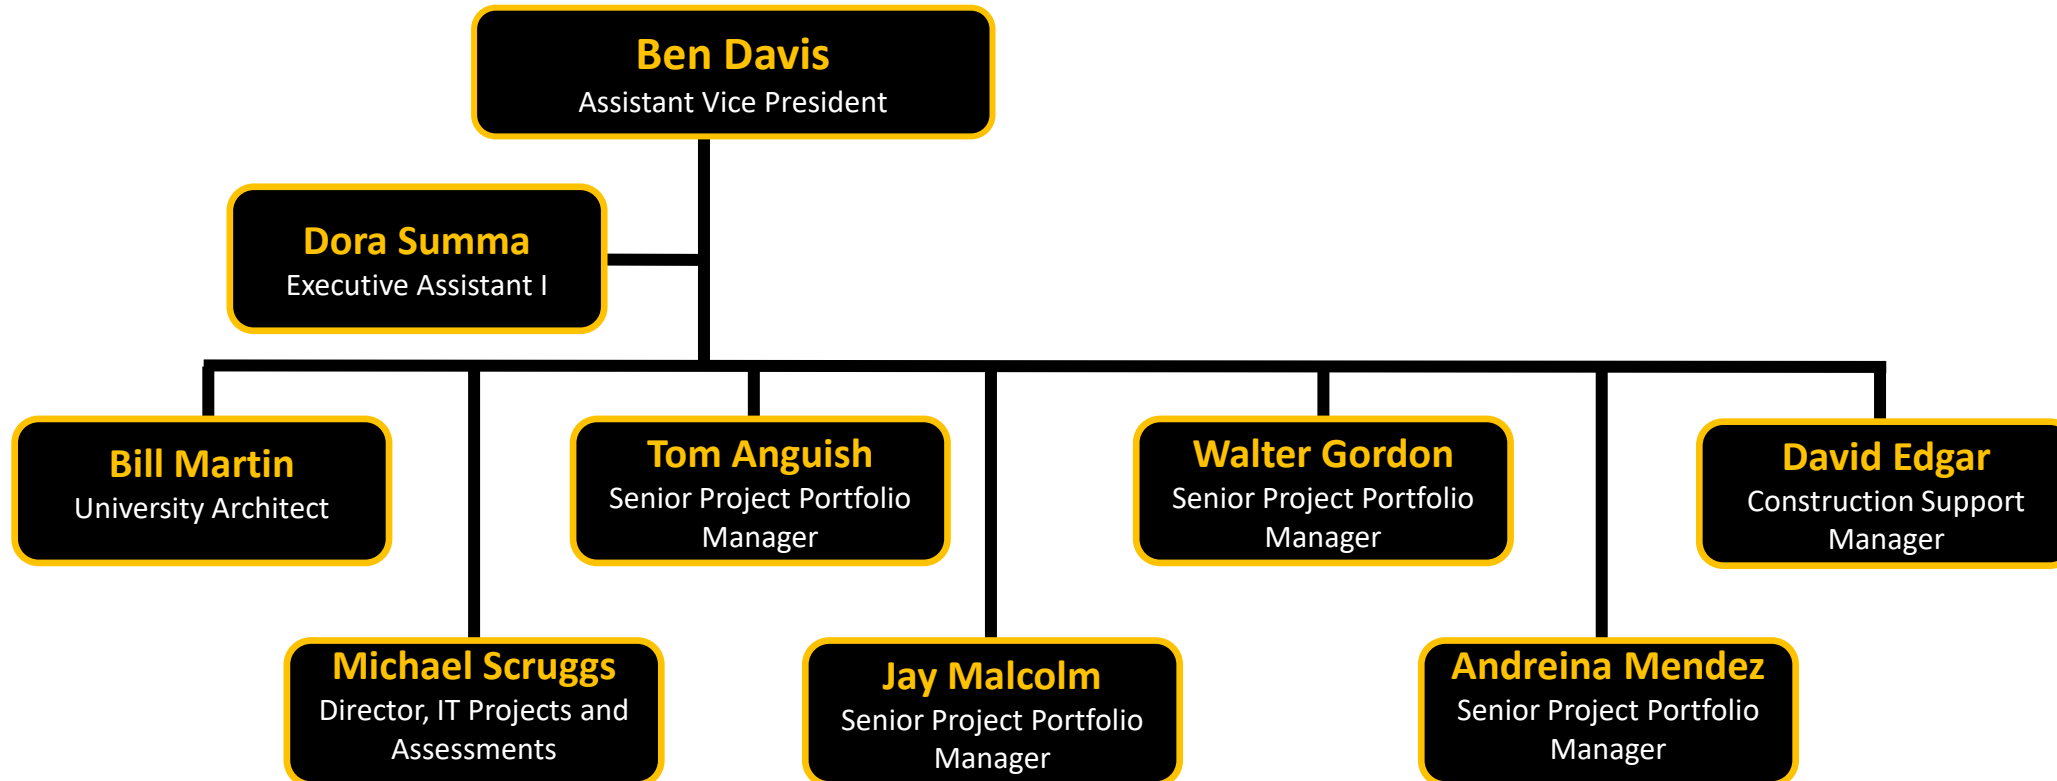 Ben Davis
Assistant Vice President
Dora Summa
Executive Assistant I
Bill Martin
University Architect
Tom Anguish
Senior Project Portfolio
Manager
Walter Gordon
Senior Project Portfolio
Manager
David Edgar
Construction Support
Manager
Michael Scruggs
Director, IT Projects and
Assessments
Jay Malcolm
Senior Project Portfolio
Manager
Andreina Mendez
Senior Project Portfolio
Manager